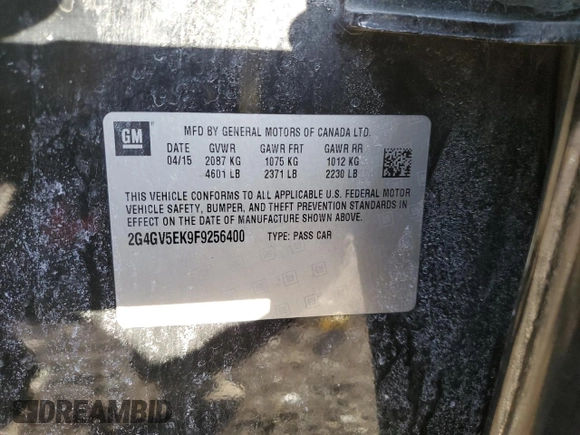 GM
MFD BY GENERAL MOTORS OF CANADA LTD.
DATE GVWR GAWR FRT GAWR RR
04/15 2087 KG 1075 KG 1012 KG
4601 LB 2371 LB 2230 LB
THIS VEHICLE CONFORMS TO ALL APPLICABLE U.S. FEDERAL MOTOR
VEHICLE SAFETY, BUMPER, AND THEFT PREVENTION STANDARDS IN
EFFECT ON THE DATE OF MANUFACTURE SHOWN ABOVE.
2G4GV5EK9F9256400 TYPE: PASS CAR
DREAMBID